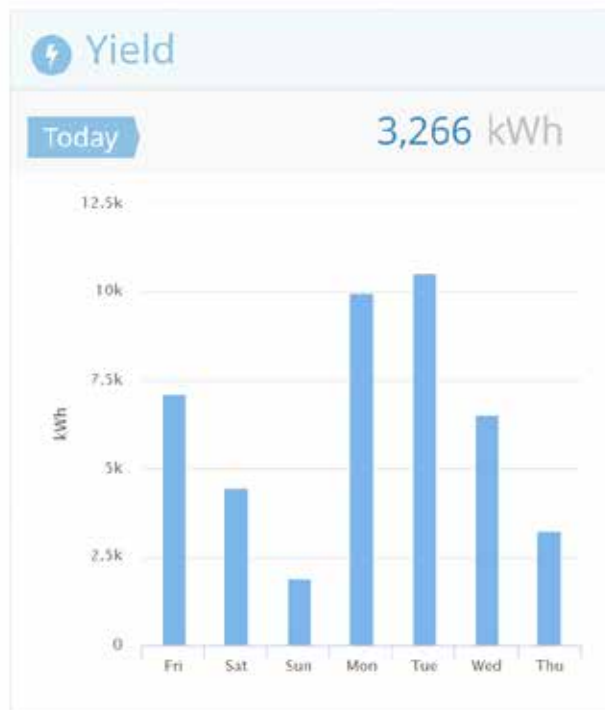 Yield
Today 3,266 kWh
12.5k
10k
7.5k
5k
2.5k
0
kWh
Fri Sat Sun Mon Tue Wed Thu